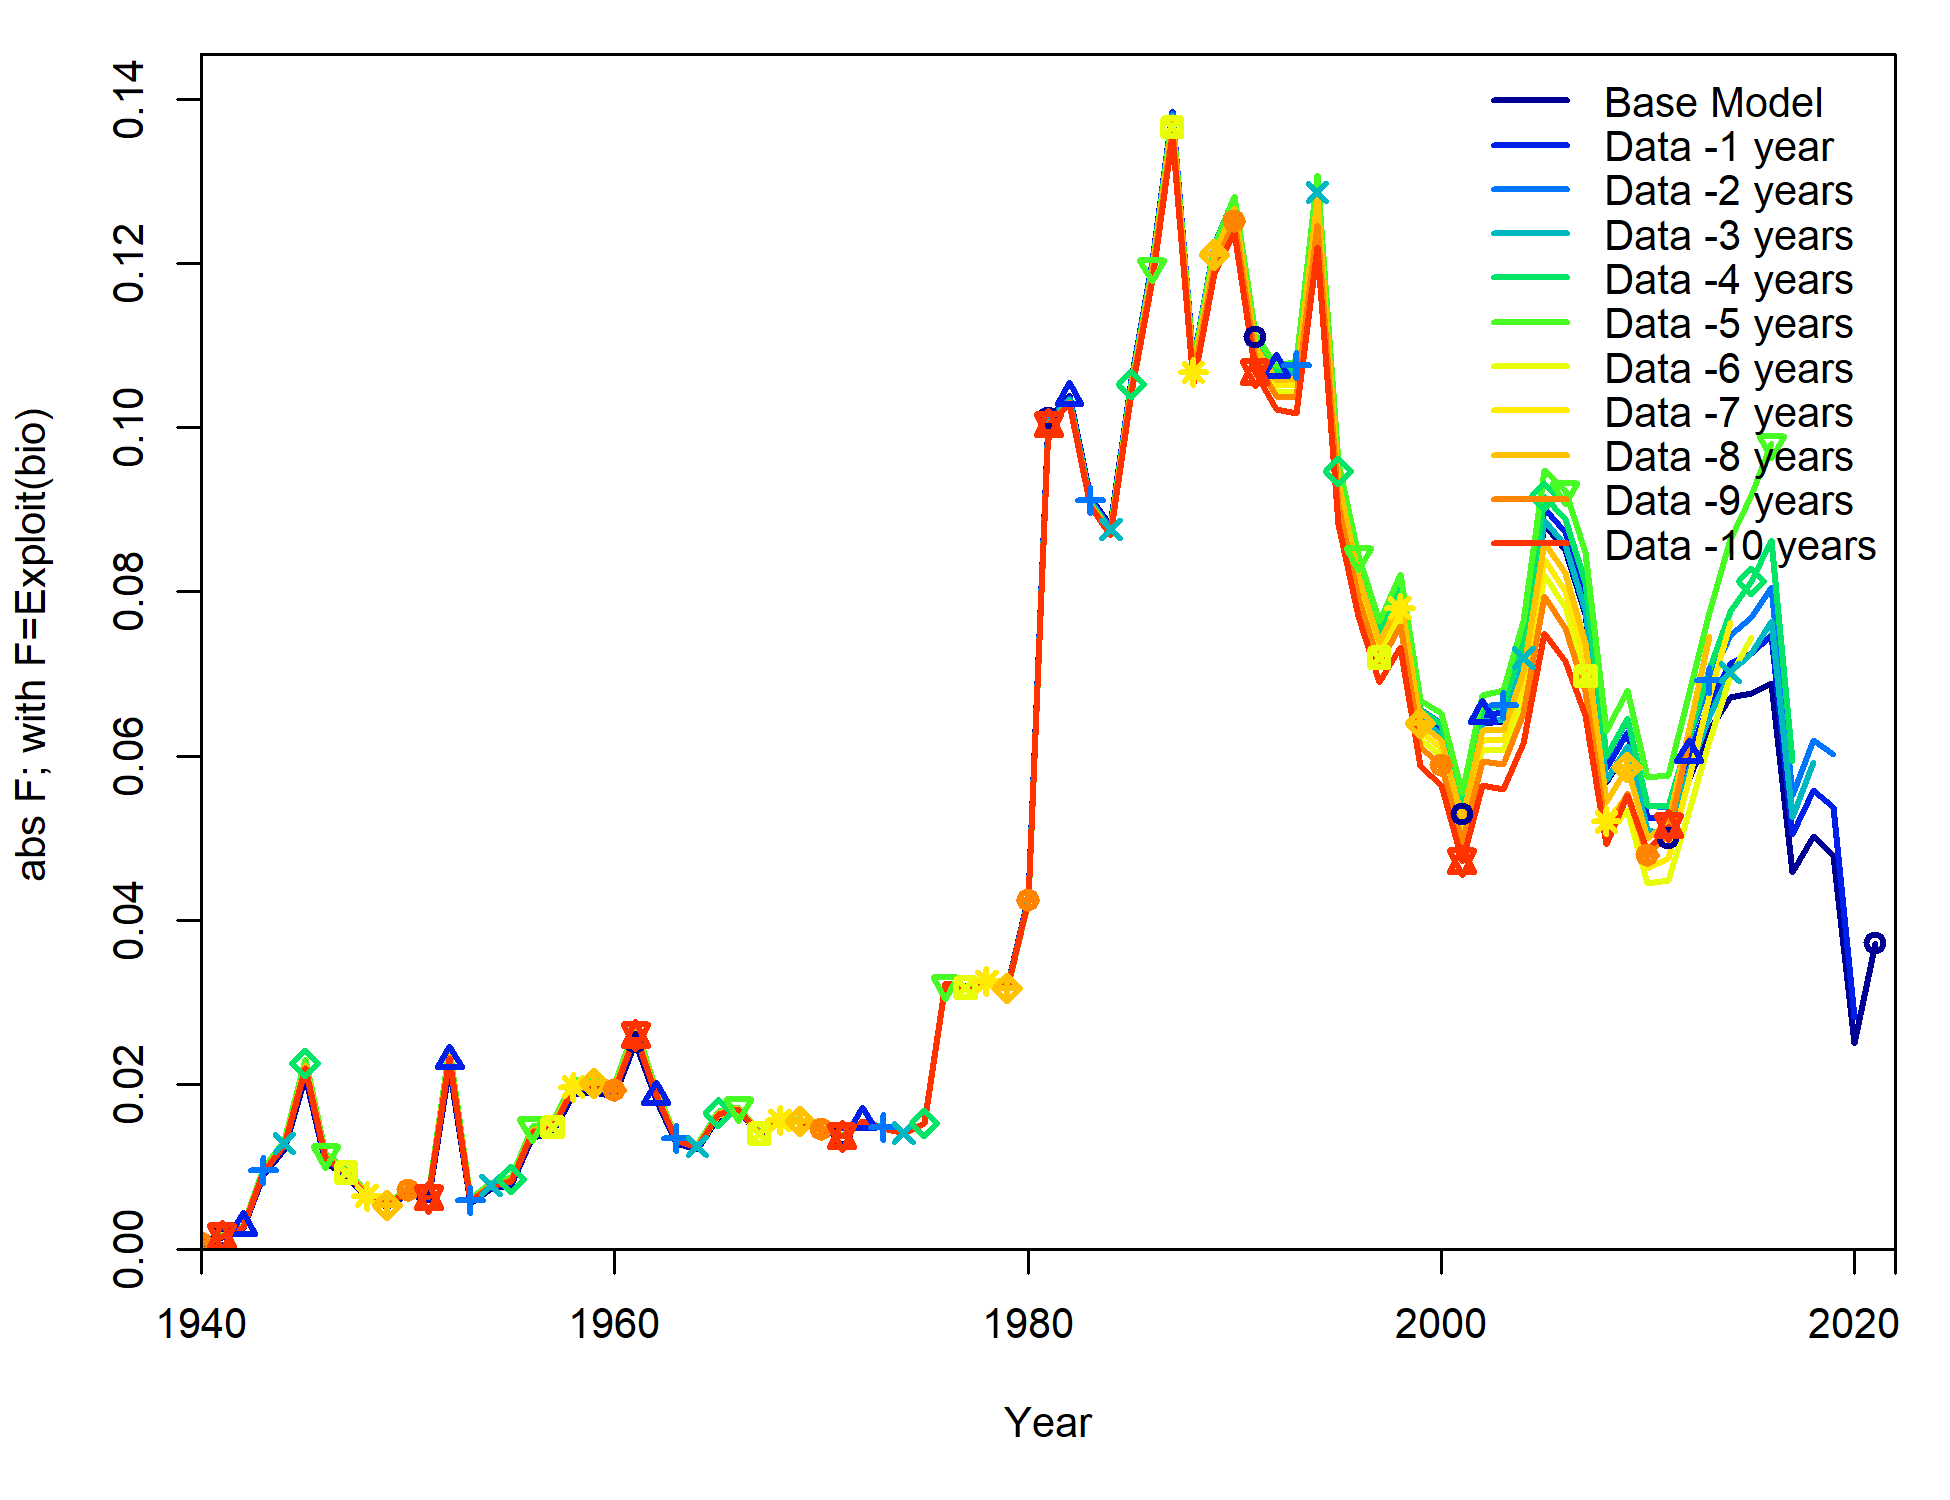 0.14
0.12
0.10
0.08
0.06
0.04
0.02
0.00
abs F; with F=Exploit(bio)
Base Model
Data -1 year
Data -2 years
Data -3 years
Data -4 years
Data -5 years
Data -6 years
Data -7 years
Data -8 years
Data -9 years
Data -10 years
1940 1960 1980 2000 2020
Year